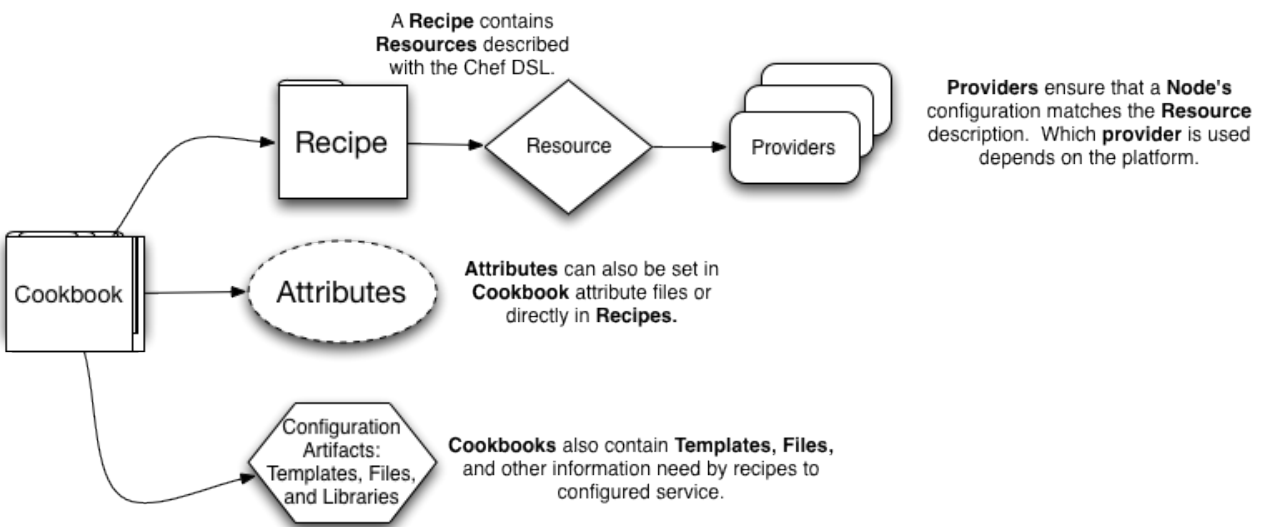 A Recipe contains
Resources described
with the Chef DSL.
Recipe
Resource
Providers
Providers ensure that a Node's
configuration matches the Resource
description. Which provider is used
depends on the platform.
Cookbook
Attributes
Attributes can also be set in
Cookbook attribute files or
directly in Recipes.
Configuration
Artifacts:
Templates, Files,
and Libraries
Cookbooks also contain Templates, Files,
and other information need by recipes to
configured service.